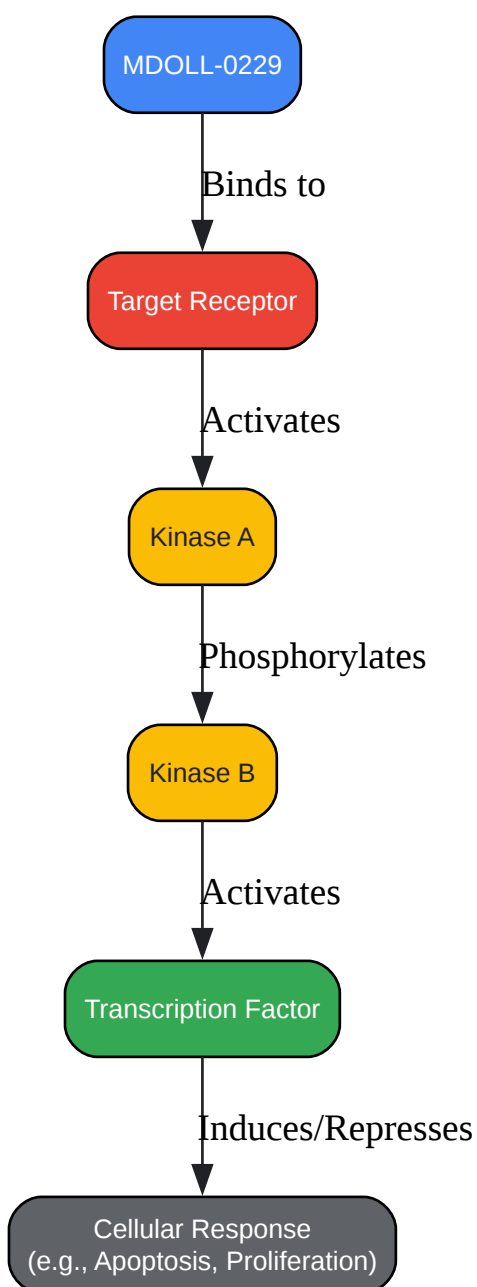 MDOLL-0229
Binds to
Target Receptor
Activates
Kinase A
Phosphorylates
Kinase B
Activates
Transcription Factor
Induces/Represses
Cellular Response
(e.g., Apoptosis, Proliferation)